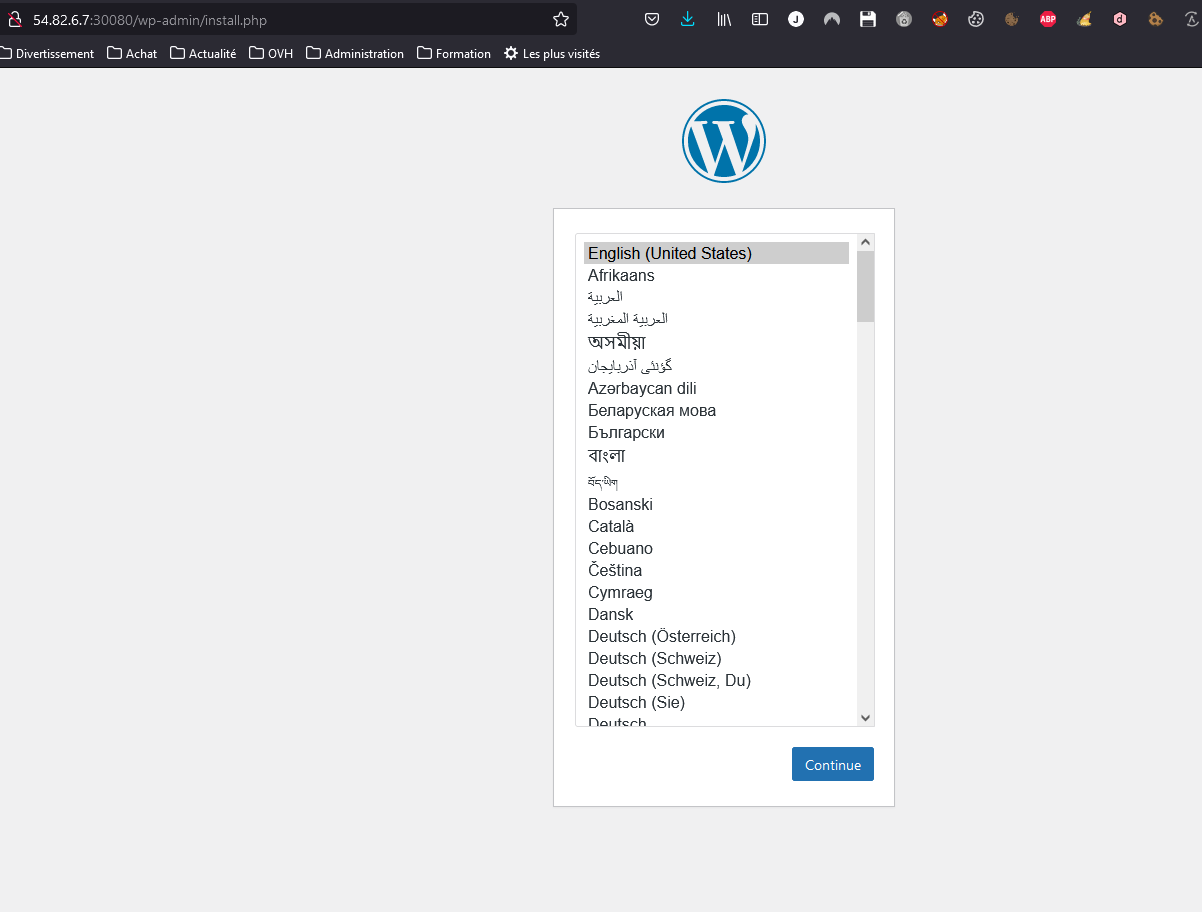 54.82.6.7:30080/wp-admin/install.php
J
ABP
Divertissement Achat Actualité OVH Administration Formation Les plus visités
W
English (United States)
Afrikaans
العربية
العربية المغربية
অসমীয়া
گؤنئی آذربایجان
Azərbaycan dili
Беларуская мова
Български
বাংলা
བོད་ཡིག
Bosanski
Català
Cebuano
Čeština
Cymraeg
Dansk
Deutsch (Österreich)
Deutsch (Schweiz)
Deutsch (Schweiz, Du)
Deutsch (Sie)
Deutsch
Continue